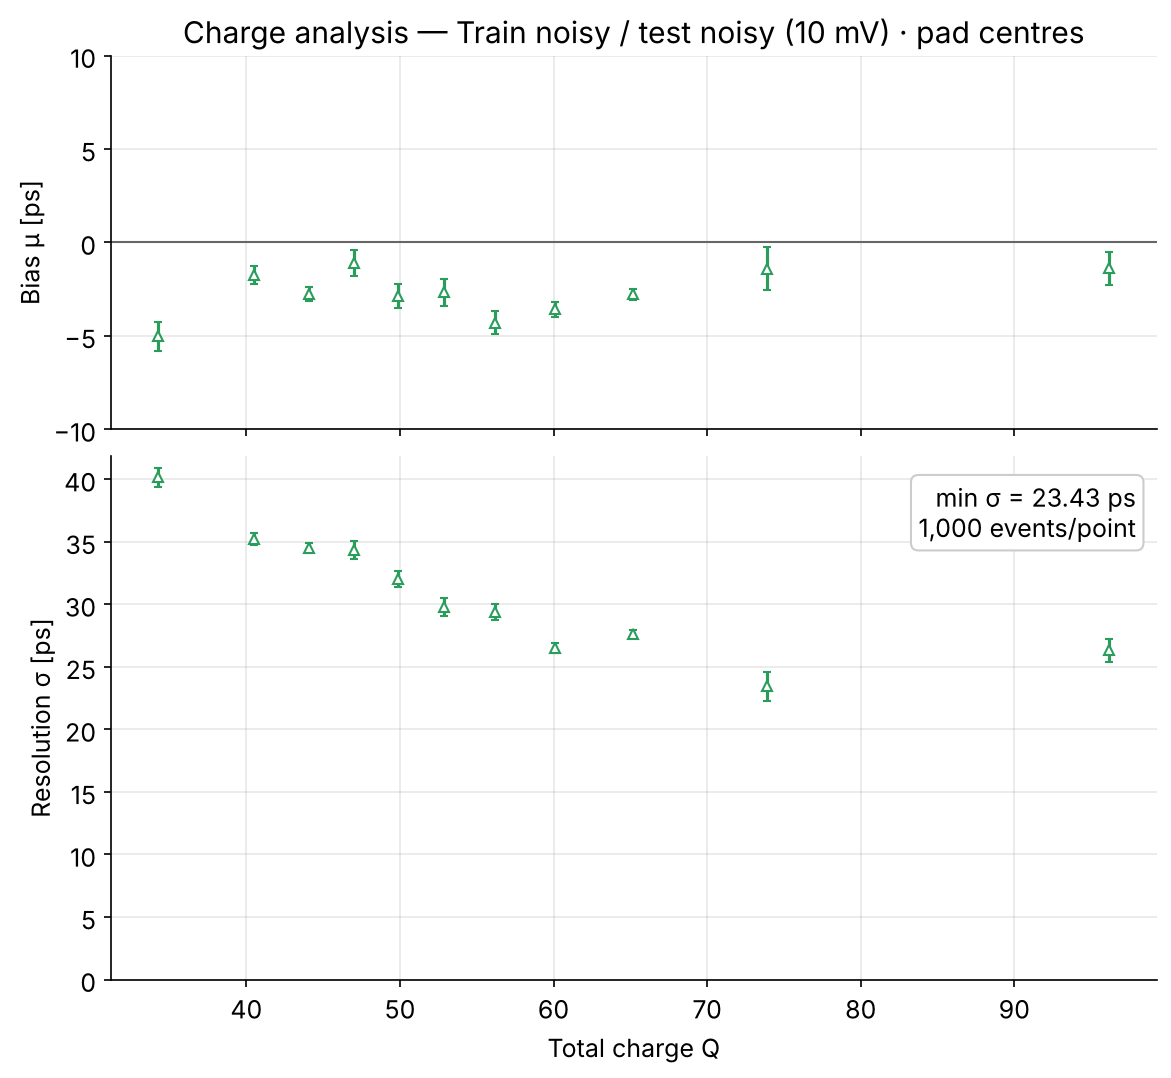 Charge analysis — Train noisy / test noisy (10 mV) · pad centres
10
5
0
−5
−10
Bias μ [ps]
min σ = 23.43 ps
1,000 events/point
40
35
30
25
20
15
10
5
0
Resolution σ [ps]
40 50 60 70 80 90
Total charge Q